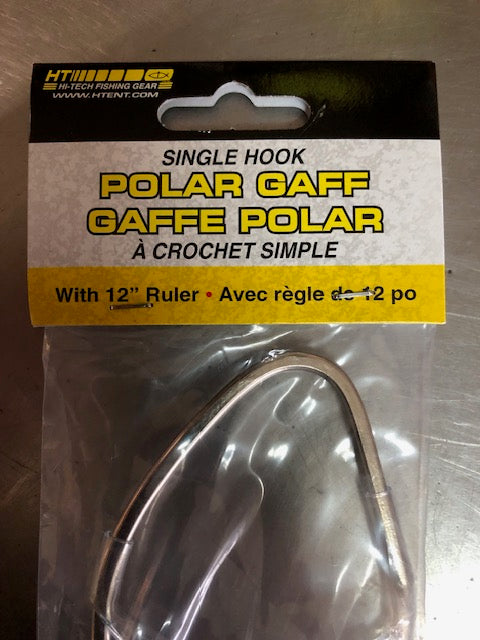 HT
HI-TECH FISHING GEAR
WWW.HTENT.COM
SINGLE HOOK
POLAR GAFF
GAFFE POLAR
À CROCHET SIMPLE
With 12” Ruler • Avec règle de 12 po